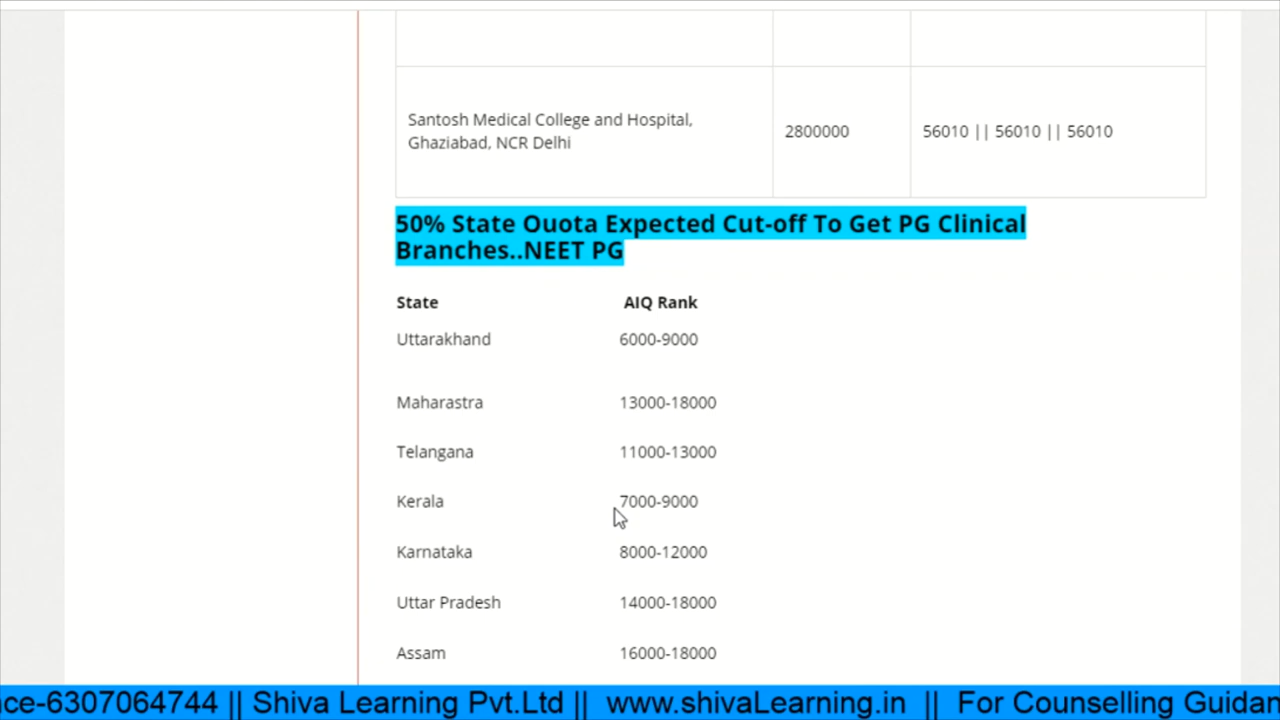 Santosh Medical College and Hospital,
Ghaziabad, NCR Delhi
2800000
56010 || 56010 || 56010
50% State Quota Expected Cut-off To Get PG Clinical
Branches..NEET PG
State AIQ Rank
Uttarakhand 6000-9000
Maharastra 13000-18000
Telangana 11000-13000
Kerala 7000-9000
Karnataka 8000-12000
Uttar Pradesh 14000-18000
Assam 16000-18000
ce-6307064744 || Shiva Learning Pvt.Ltd || www.shivaLearning.in || For Counselling Guidan